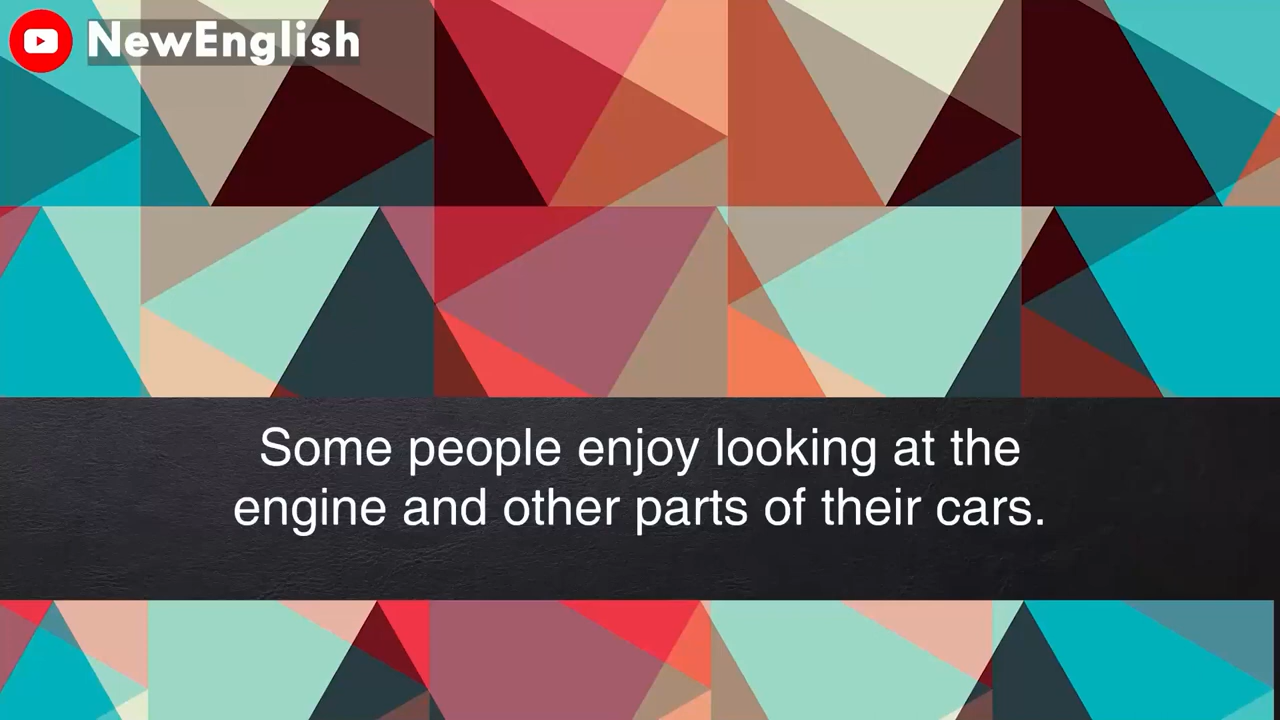 NewEnglish
Some people enjoy looking at the
engine and other parts of their cars.